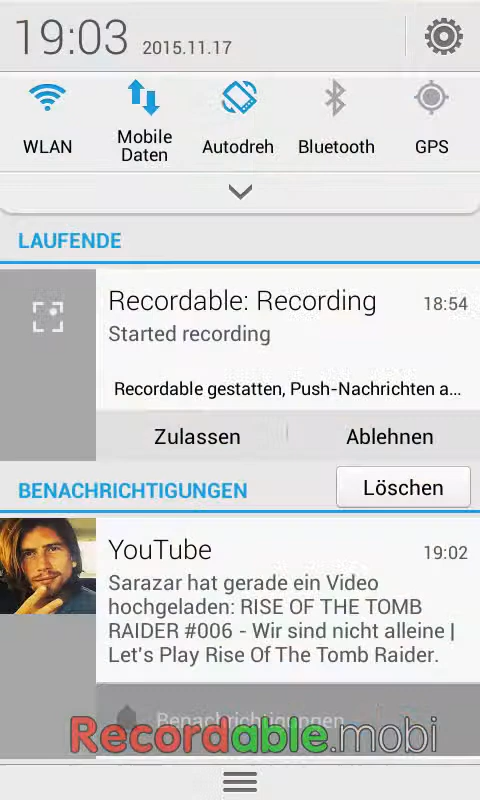 19:03 2015.11.17
WLAN
Mobile
Daten
Autodreh
Bluetooth
GPS
LAUFENDE
Recordable: Recording 18:54
Started recording
Recordable gestatten, Push-Nachrichten a...
Zulassen Ablehnen
BENACHRICHTIGUNGEN Löschen
YouTube 19:02
Sarazar hat gerade ein Video
hochgeladen: RISE OF THE TOMB
RAIDER #006 - Wir sind nicht alleine |
Let's Play Rise Of The Tomb Raider.
Benachrichtigungen
Recordable.mobi